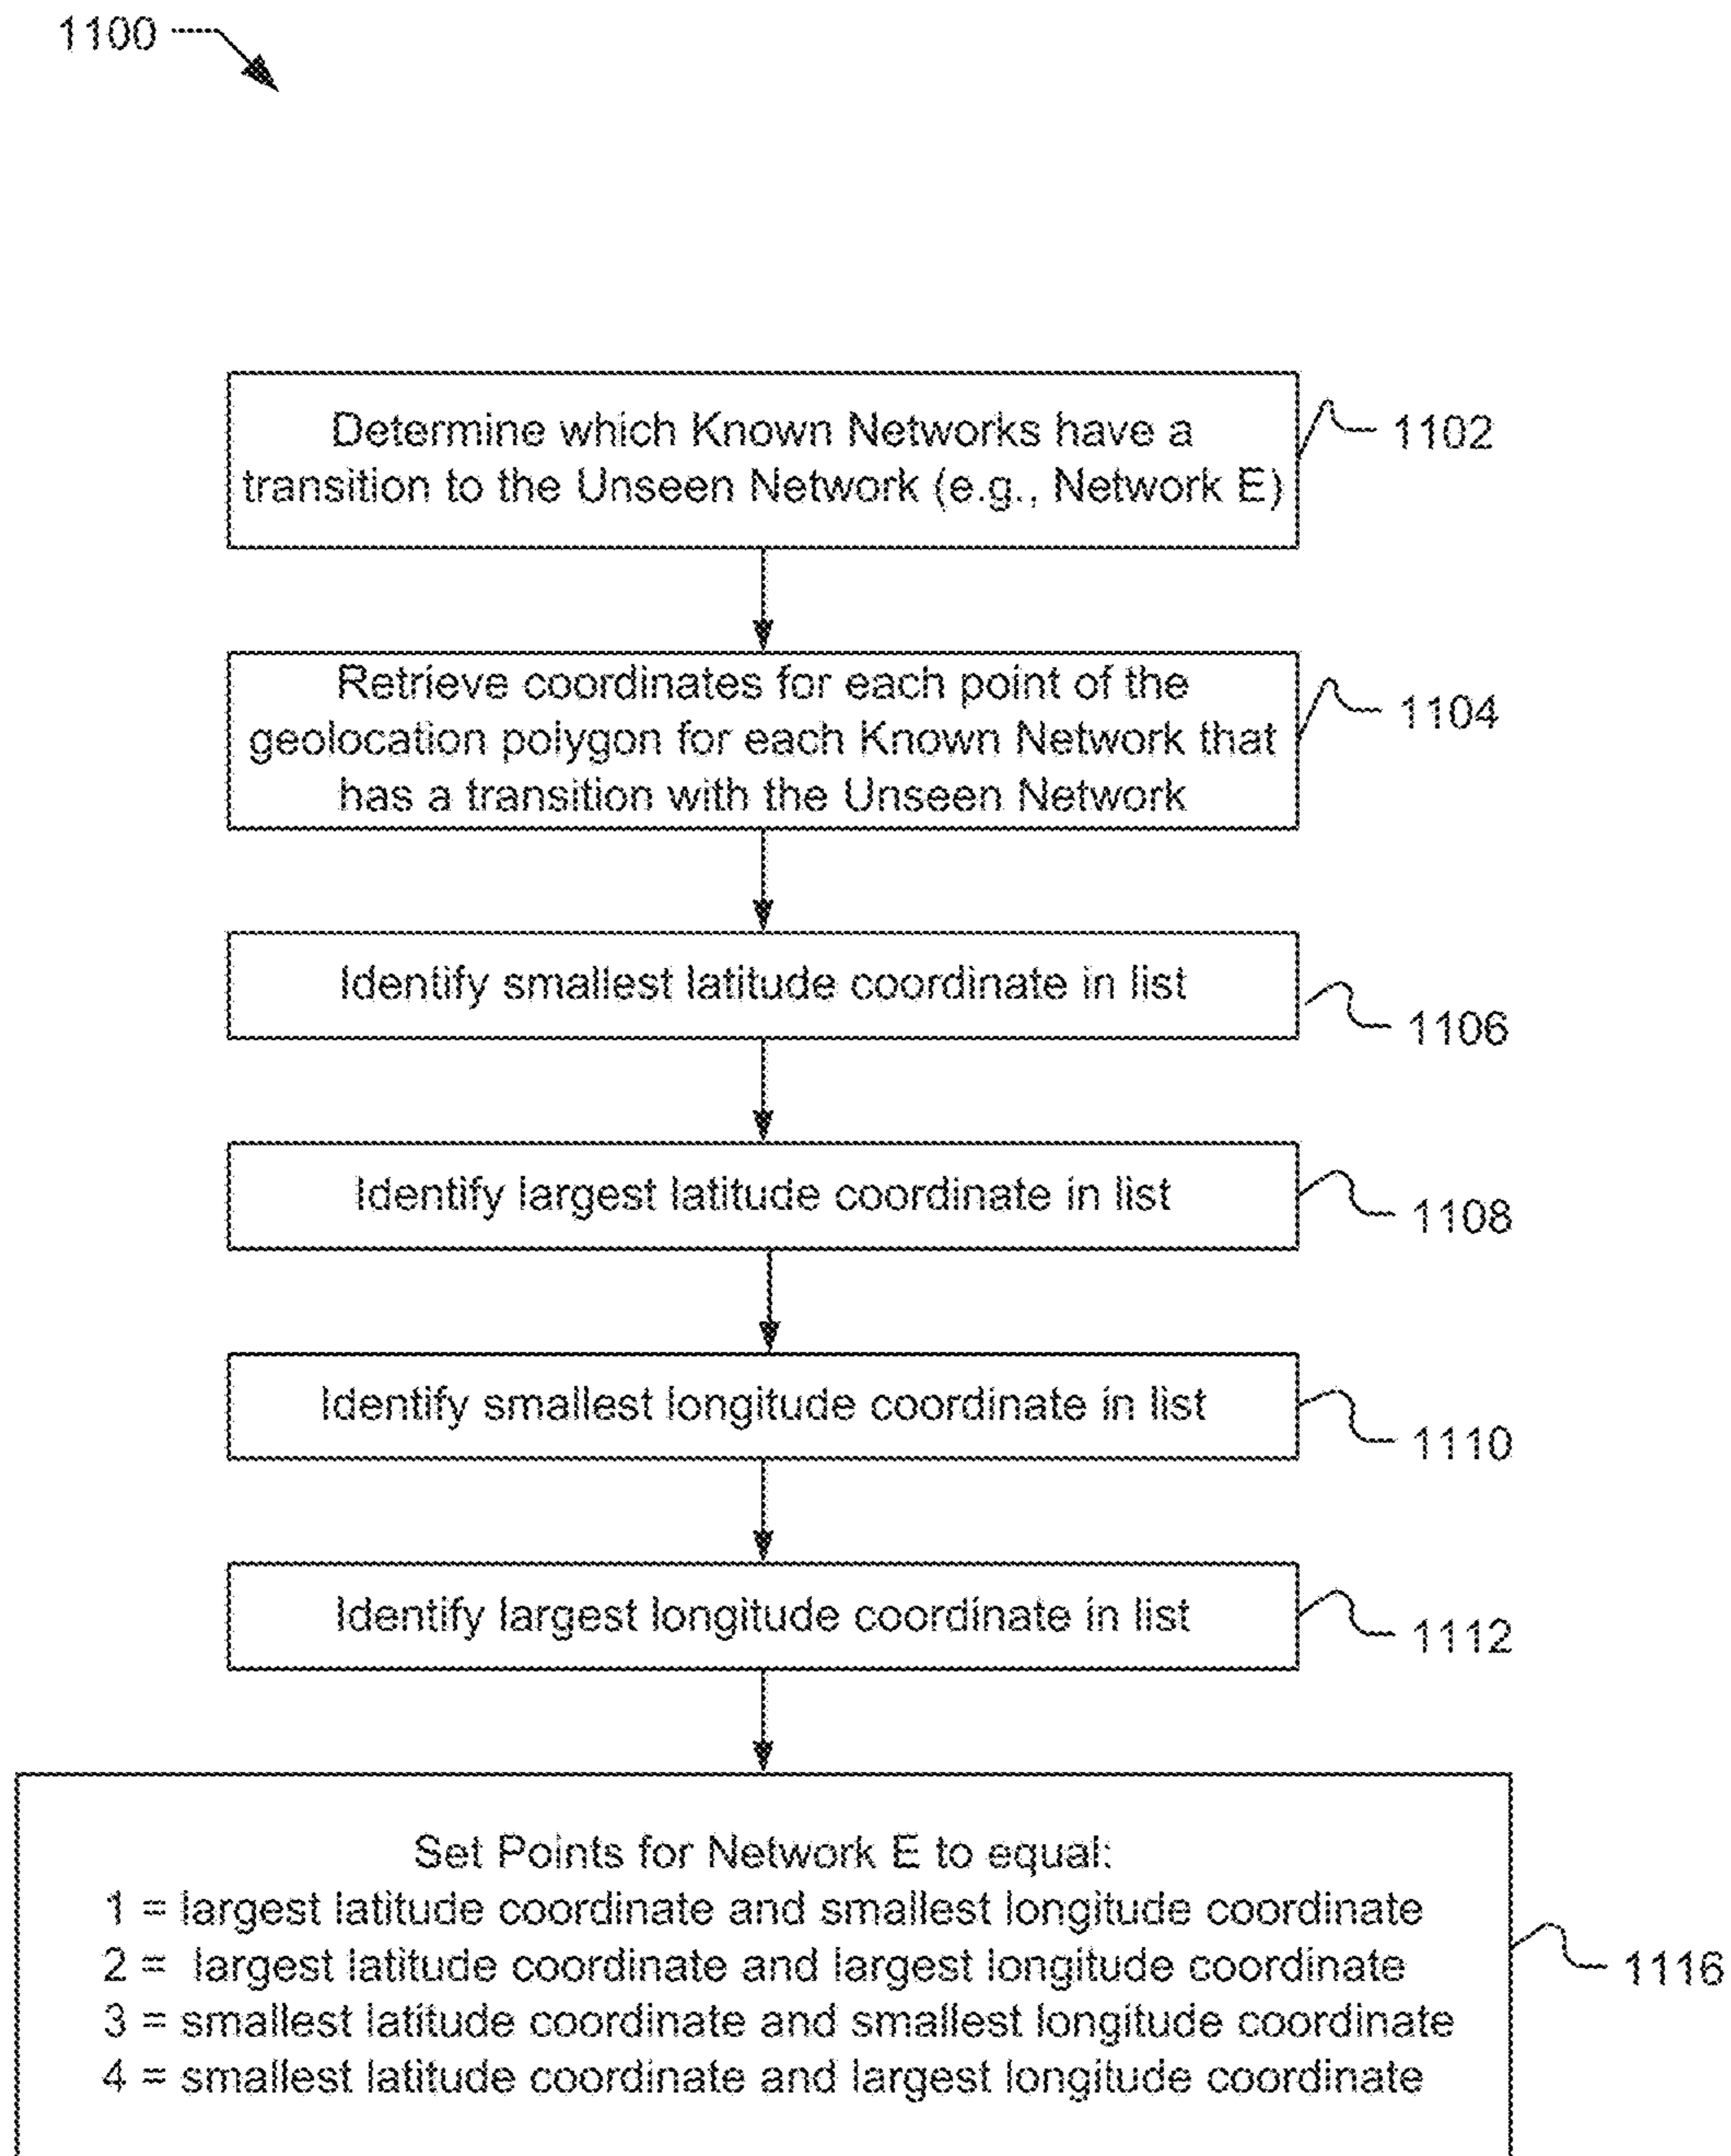 1100
Determine which Known Networks have a
transition to the Unseen Network (e.g., Network E)
1102
Retrieve coordinates for each point of the
geolocation polygon for each Known Network that
has a transition with the Unseen Network
1104
Identify smallest latitude coordinate in list
1106
Identify largest latitude coordinate in list
1108
Identify smallest longitude coordinate in list
1110
Identify largest longitude coordinate in list
1112
Set Points for Network E to equal:
1 = largest latitude coordinate and smallest longitude coordinate
2 = largest latitude coordinate and largest longitude coordinate
3 = smallest latitude coordinate and smallest longitude coordinate
4 = smallest latitude coordinate and largest longitude coordinate
1116